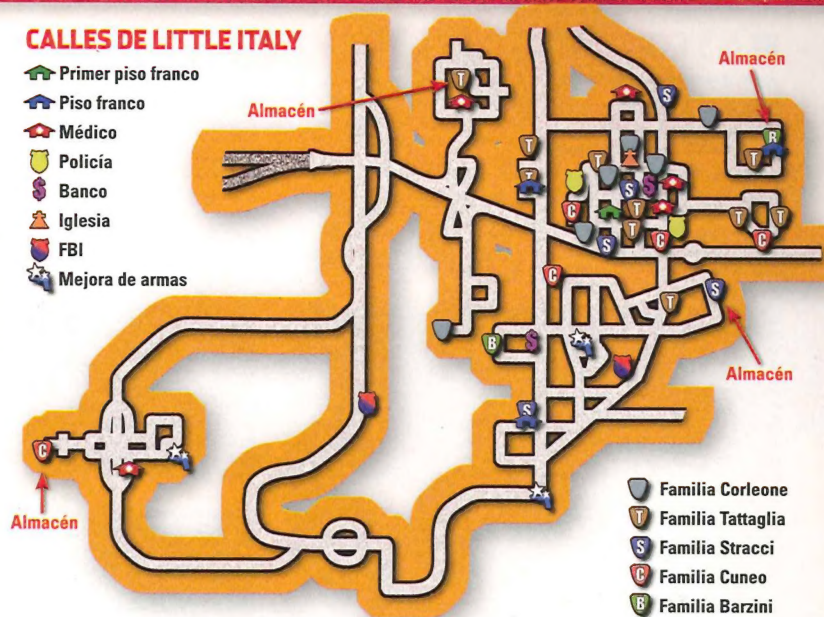 CALLES DE LITTLE ITALY
Primer piso franco
Piso franco
Médico
Policía
Banco
Iglesia
FBI
Mejora de armas
Almacén
Almacén
Almacén
Almacén
Familia Corleone
T Familia Tattaglia
S Familia Stracci
C Familia Cuneo
B Familia Barzini